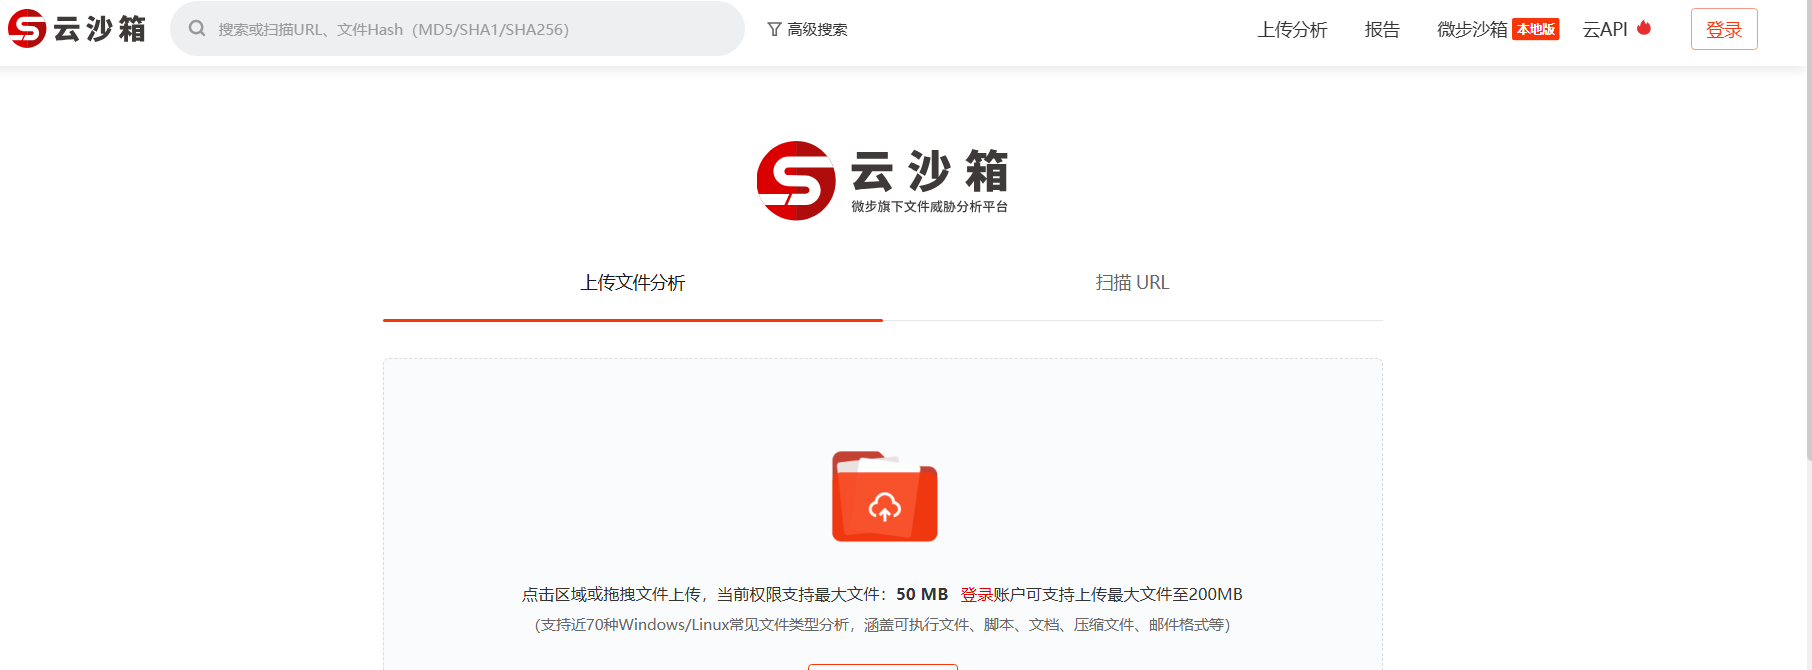 云沙箱 搜索或扫描URL、文件Hash（MD5/SHA1/SHA256） 高级搜索 上传分析 报告 微步沙箱 本地版 云API 登录
云沙箱
微步旗下文件威胁分析平台
上传文件分析 扫描 URL
点击区域或拖拽文件上传，当前权限支持最大文件：50 MB 登录账户可支持上传最大文件至200MB
（支持近70种Windows/Linux常见文件类型分析，涵盖可执行文件、脚本、文档、压缩文件、邮件格式等）